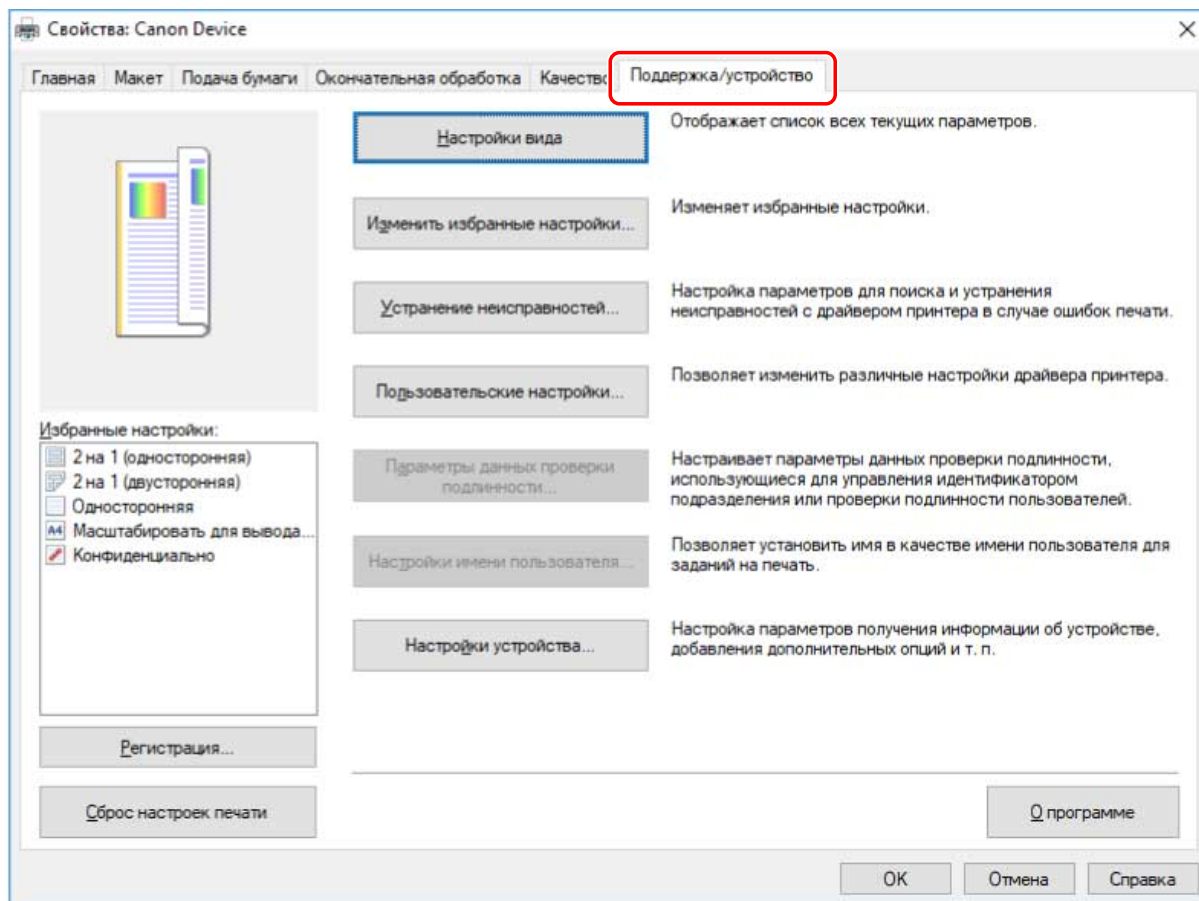 Свойства: Canon Device
Главная Макет Подача бумаги Окончательная обработка Качество Поддержка/устройство
Настройки вида
Отображает список всех текущих параметров.
Изменить избранные настройки...
Изменяет избранные настройки.
Устранение неисправностей...
Настройка параметров для поиска и устранения
неисправностей с драйвером принтера в случае ошибок печати.
Пользовательские настройки...
Позволяет изменить различные настройки драйвера принтера.
Избранные настройки:
2 на 1 (односторонняя)
2 на 1 (двусторонняя)
Односторонняя
A4 Масштабировать для вывода...
Конфиденциально
Параметры данных проверки
подлинности...
Настраивает параметры данных проверки подлинности,
использующиеся для управления идентификатором
подразделения или проверки подлинности пользователей.
Настройки имени пользователя...
Позволяет установить имя в качестве имени пользователя для
заданий на печать.
Настройки устройства...
Настройка параметров получения информации об устройстве,
добавления дополнительных опций и т. п.
Регистрация...
Сброс настроек печати
О программе
OK Отмена Справка